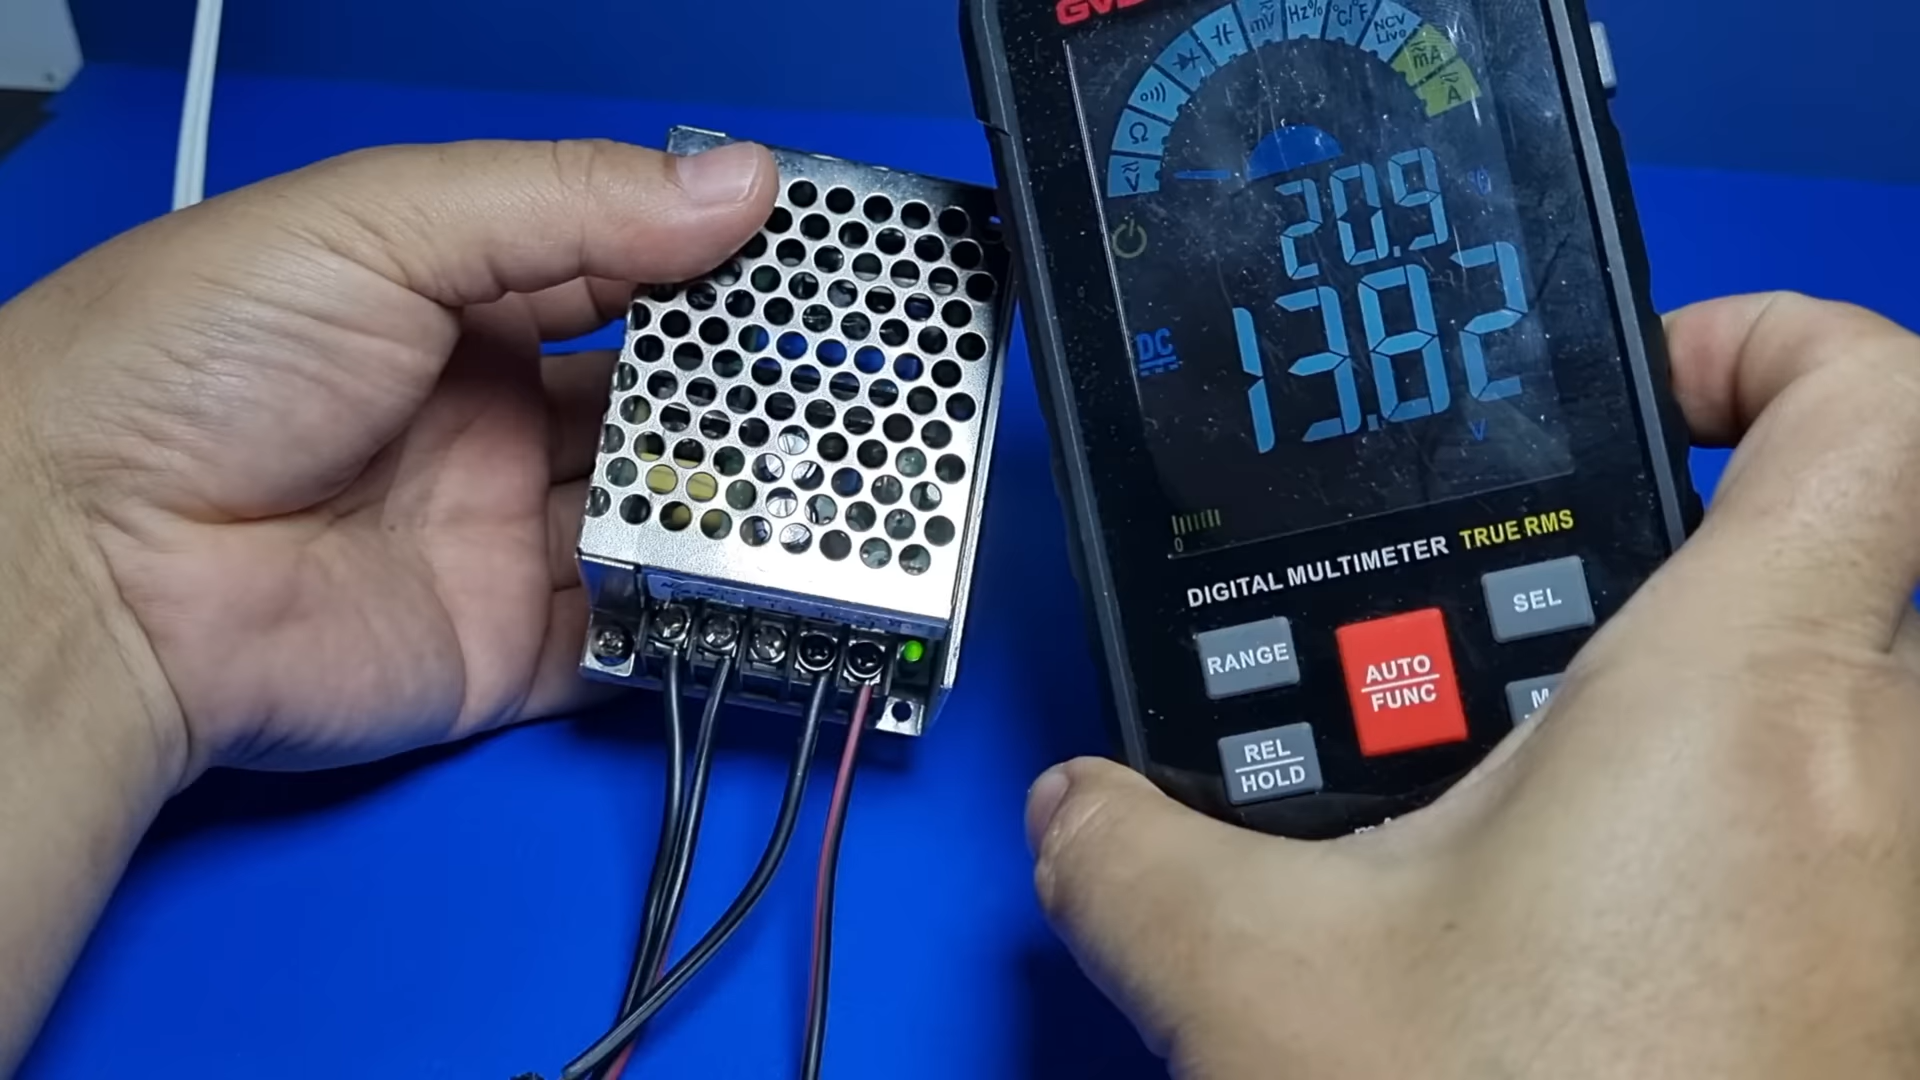 mV
Hz%
°C/°F
NCV
Live
mA
A
Ω
V
20.9
13.82
DC
V
0
DIGITAL MULTIMETER TRUE RMS
SEL
RANGE
AUTO
FUNC
REL
HOLD